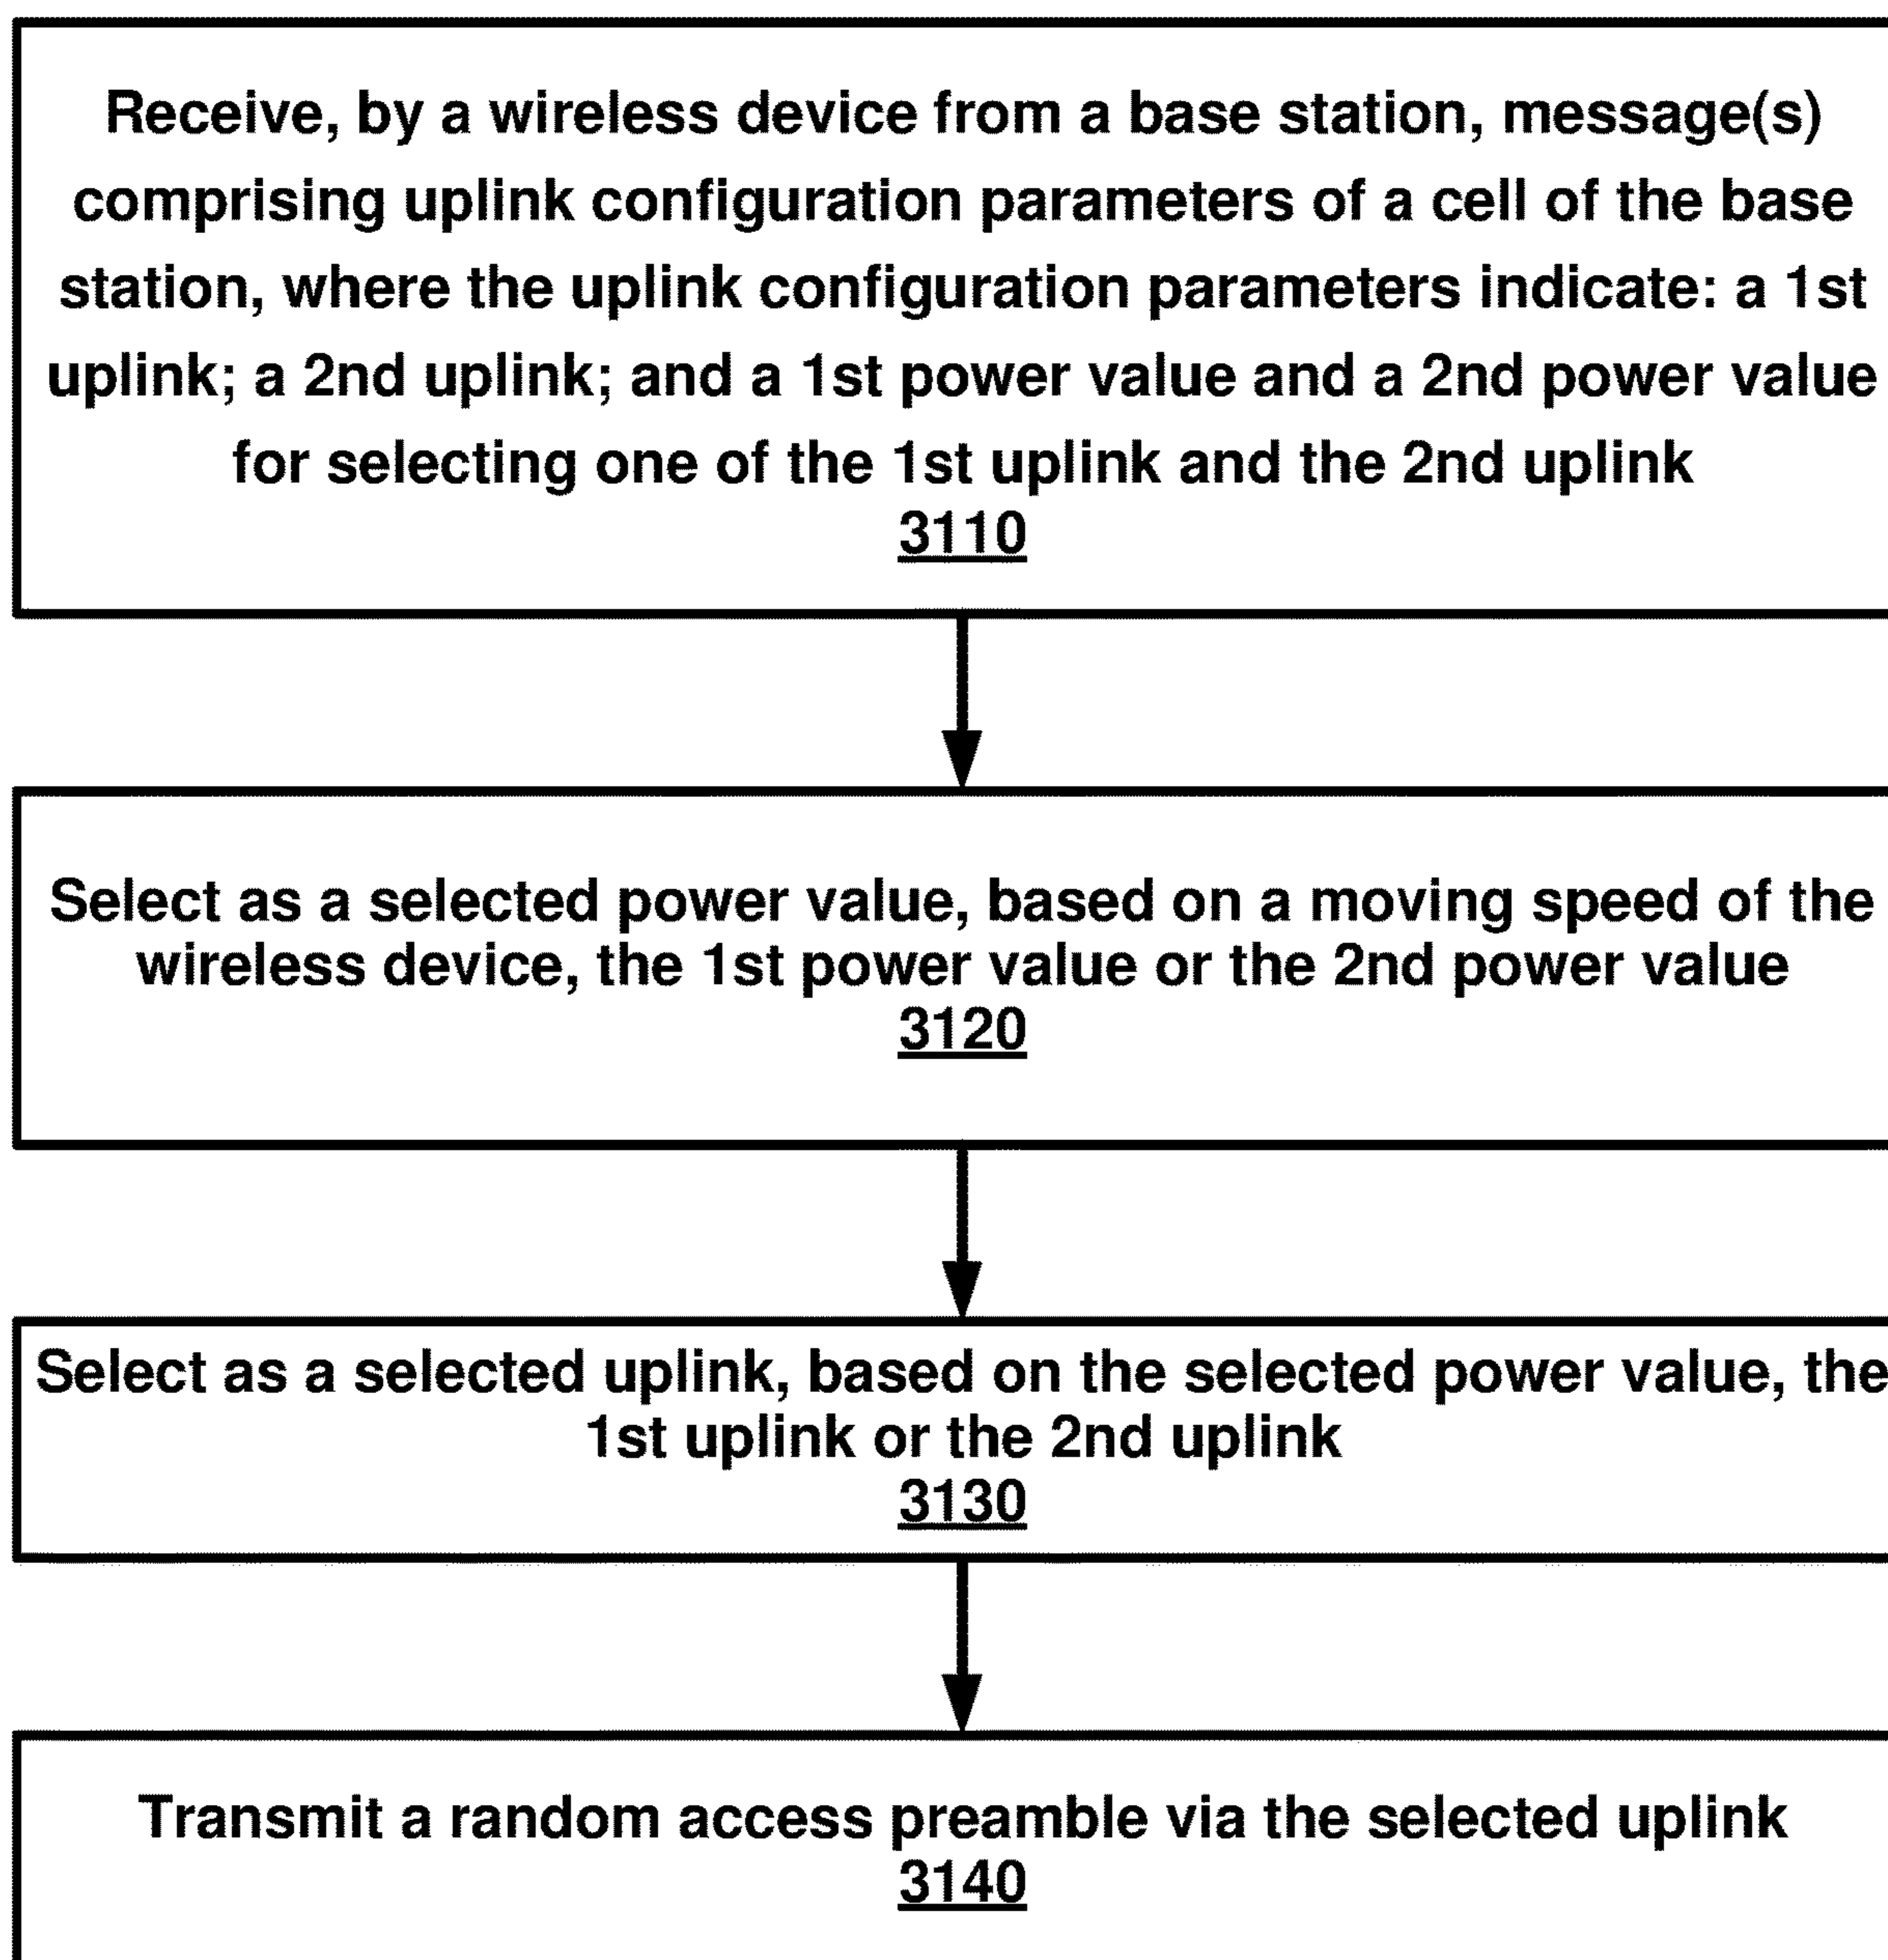 Receive, by a wireless device from a base station, message(s)
comprising uplink configuration parameters of a cell of the base
station, where the uplink configuration parameters indicate: a 1st
uplink; a 2nd uplink; and a 1st power value and a 2nd power value
for selecting one of the 1st uplink and the 2nd uplink
3110
Select as a selected power value, based on a moving speed of the
wireless device, the 1st power value or the 2nd power value
3120
Select as a selected uplink, based on the selected power value, the
1st uplink or the 2nd uplink
3130
Transmit a random access preamble via the selected uplink
3140